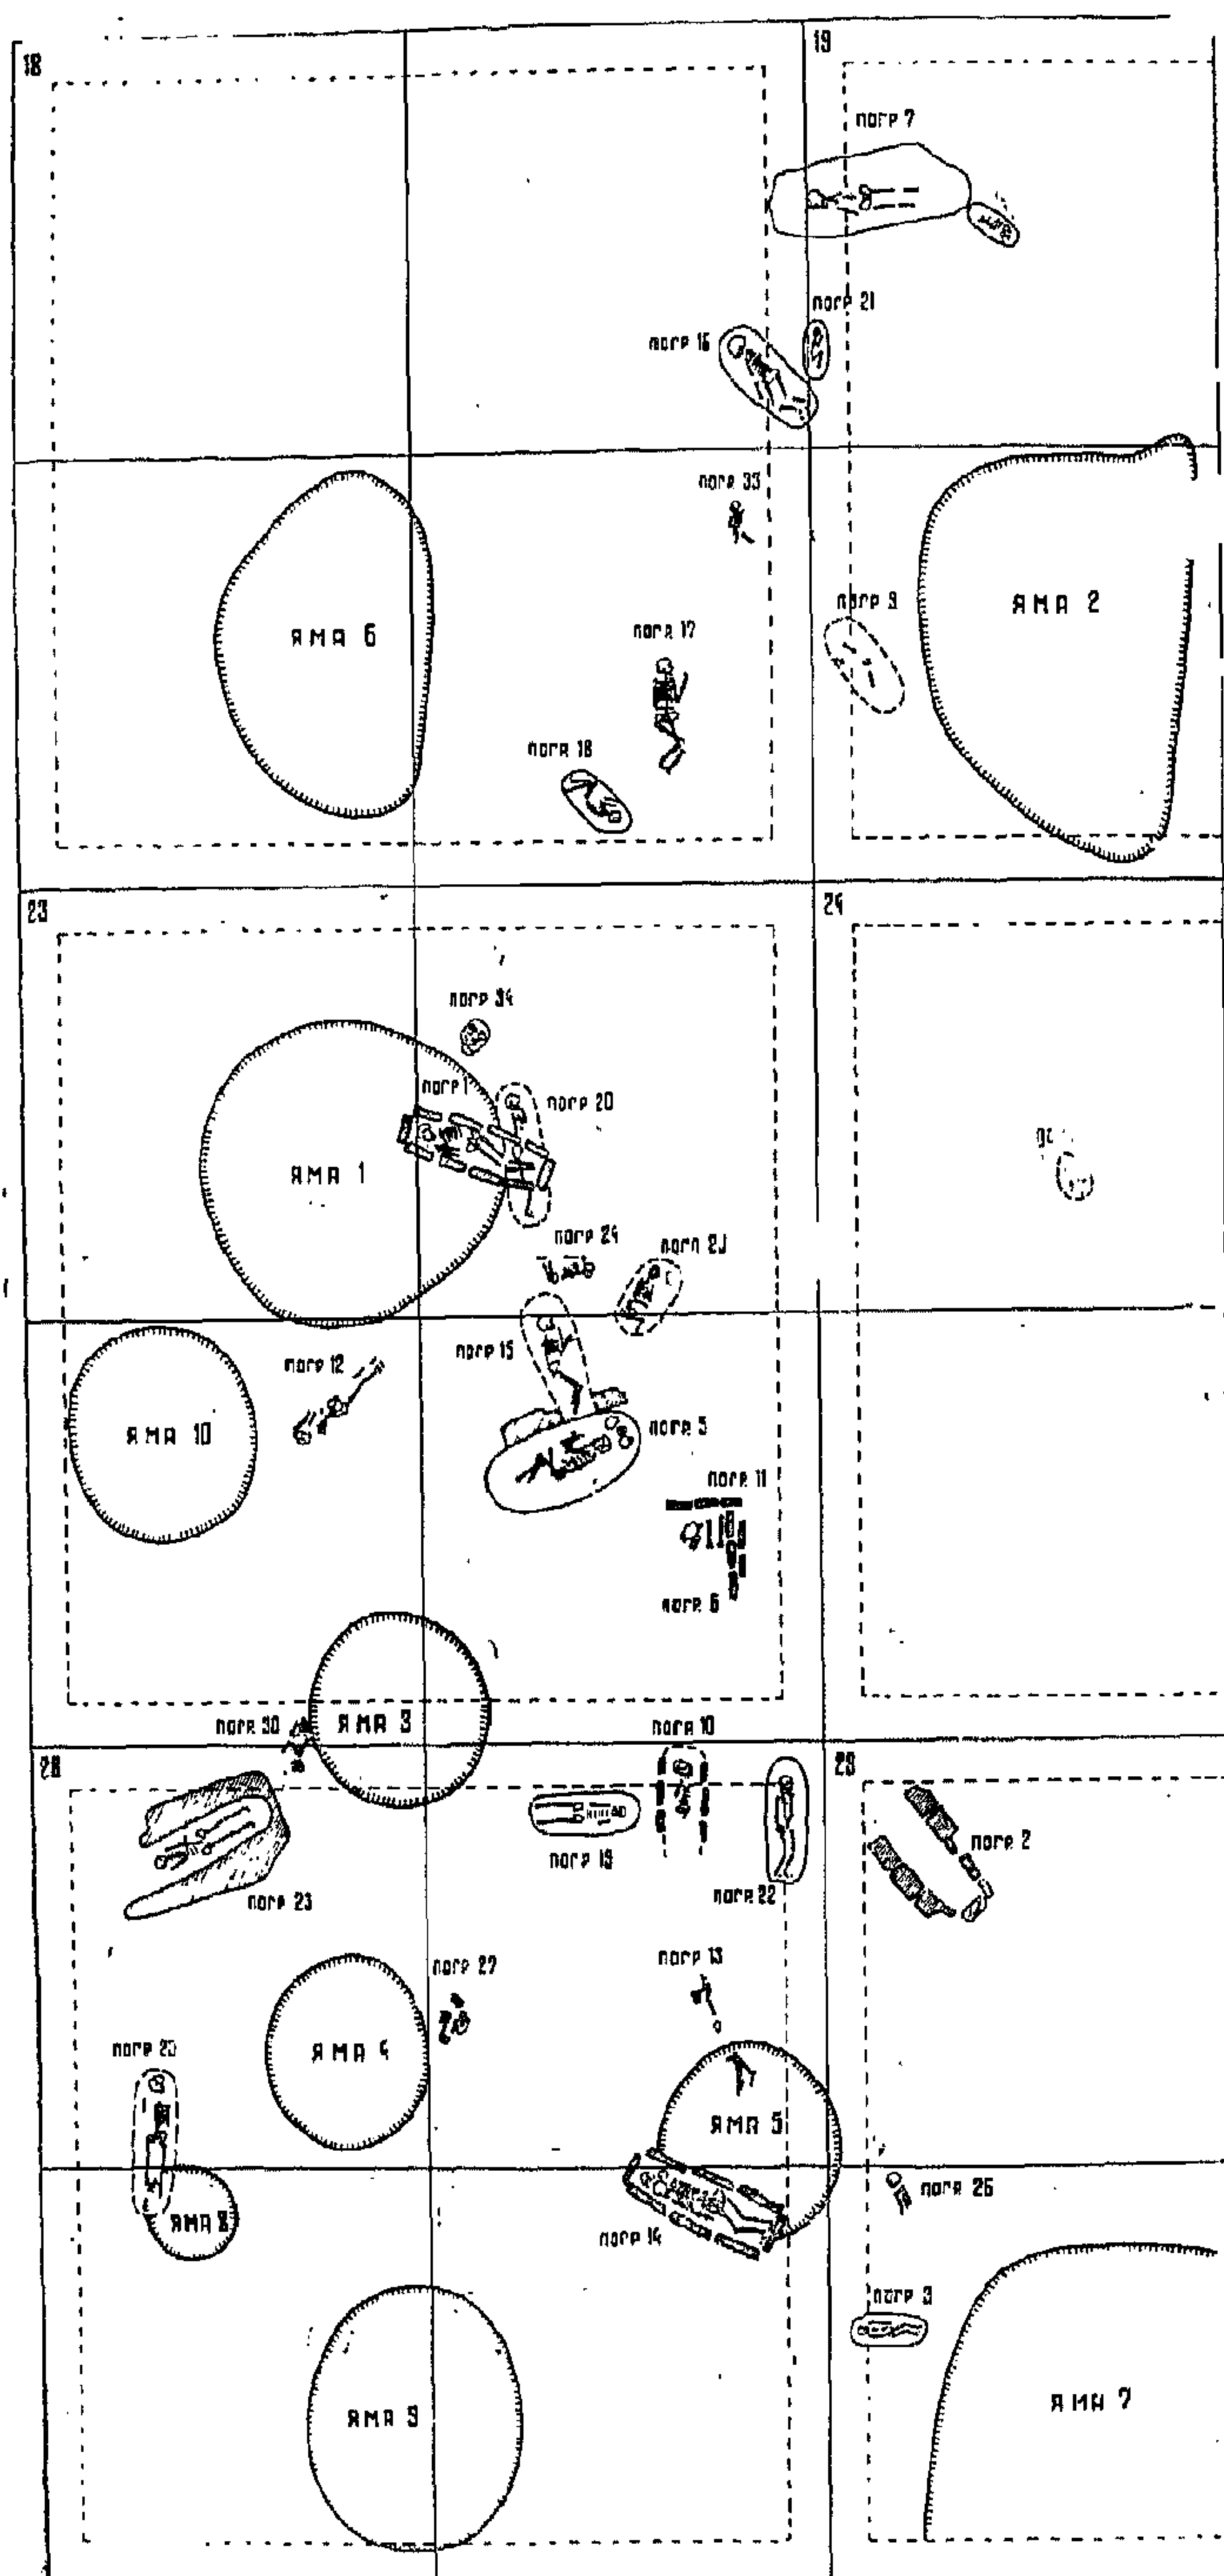 18
19
погр 7
погр 21
погр 16
погр 33
ЯМА 2
погр 9
ЯМА 6
погр 17
погр 18
23
24
погр 34
погр 1
погр 20
ЯМА 1
погр 24
погр 12
погр 15
ЯМА 10
погр 5
погр 11
погр 6
погр 30
ЯМА 3
погр 10
28
29
погр 2
погр 19
погр 22
погр 23
погр 13
погр 27
ЯМА 4
ЯМА 5
погр 26
ЯМА 8
погр 14
погр 3
ЯМА 7
ЯМА 9